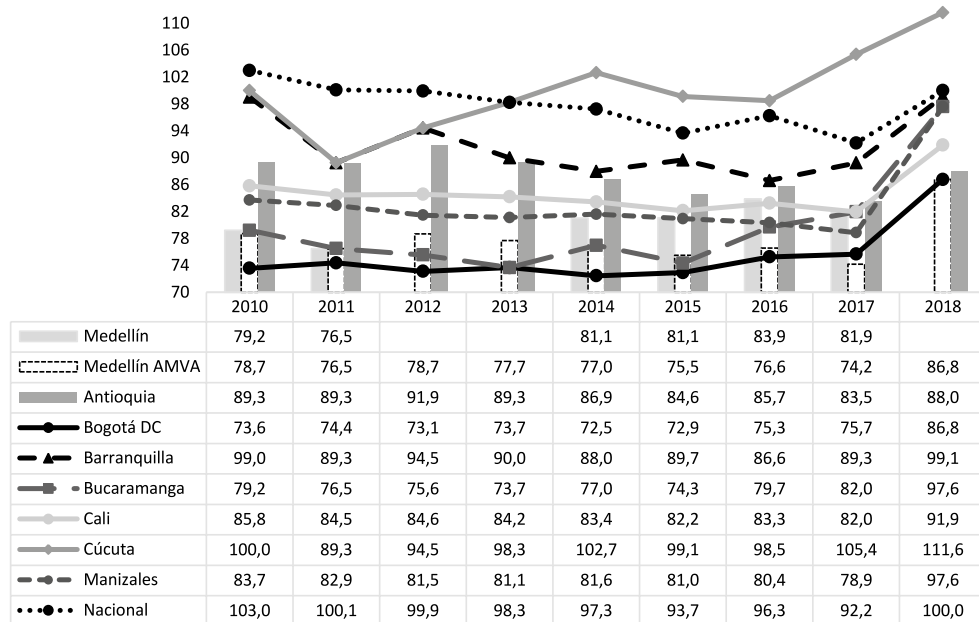 110
106
102
98
94
90
86
82
78
74
70
2010 2011 2012 2013 2014 2015 2016 2017 2018
Medellín 79,2 76,5 81,1 81,1 83,9 81,9
Medellín AMVA 78,7 76,5 78,7 77,7 77,0 75,5 76,6 74,2 86,8
Antioquia 89,3 89,3 91,9 89,3 86,9 84,6 85,7 83,5 88,0
Bogotá DC 73,6 74,4 73,1 73,7 72,5 72,9 75,3 75,7 86,8
Barranquilla 99,0 89,3 94,5 90,0 88,0 89,7 86,6 89,3 99,1
Bucaramanga 79,2 76,5 75,6 73,7 77,0 74,3 79,7 82,0 97,6
Cali 85,8 84,5 84,6 84,2 83,4 82,2 83,3 82,0 91,9
Cúcuta 100,0 89,3 94,5 98,3 102,7 99,1 98,5 105,4 111,6
Manizales 83,7 82,9 81,5 81,1 81,6 81,0 80,4 78,9 97,6
Nacional 103,0 100,1 99,9 98,3 97,3 93,7 96,3 92,2 100,0